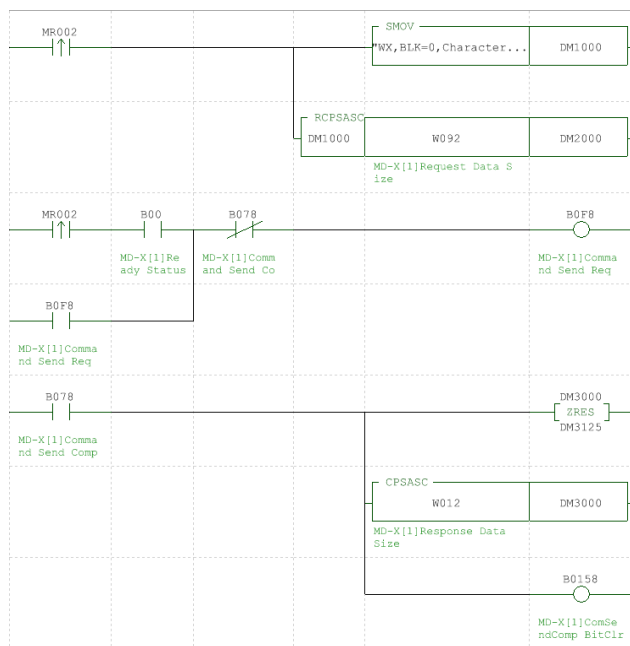 SMOV
MR002
"WX,BLK=0,Character... DM1000
RCPSASC
DM1000 W092 DM2000
MD-X[1]Request Data S
ize
MR002 B00 B078 B0F8
MD-X[1]Re MD-X[1]Comm MD-X[1]Comma
ady Status and Send Co nd Send Req
B0F8
MD-X[1]Comma
nd Send Req
B078 DM3000
ZRES
DM3125
MD-X[1]Comma
nd Send Comp
CPSASC
W012 DM3000
MD-X[1]Response Data
Size
B0158
MD-X[1]ComSe
ndComp BitClr